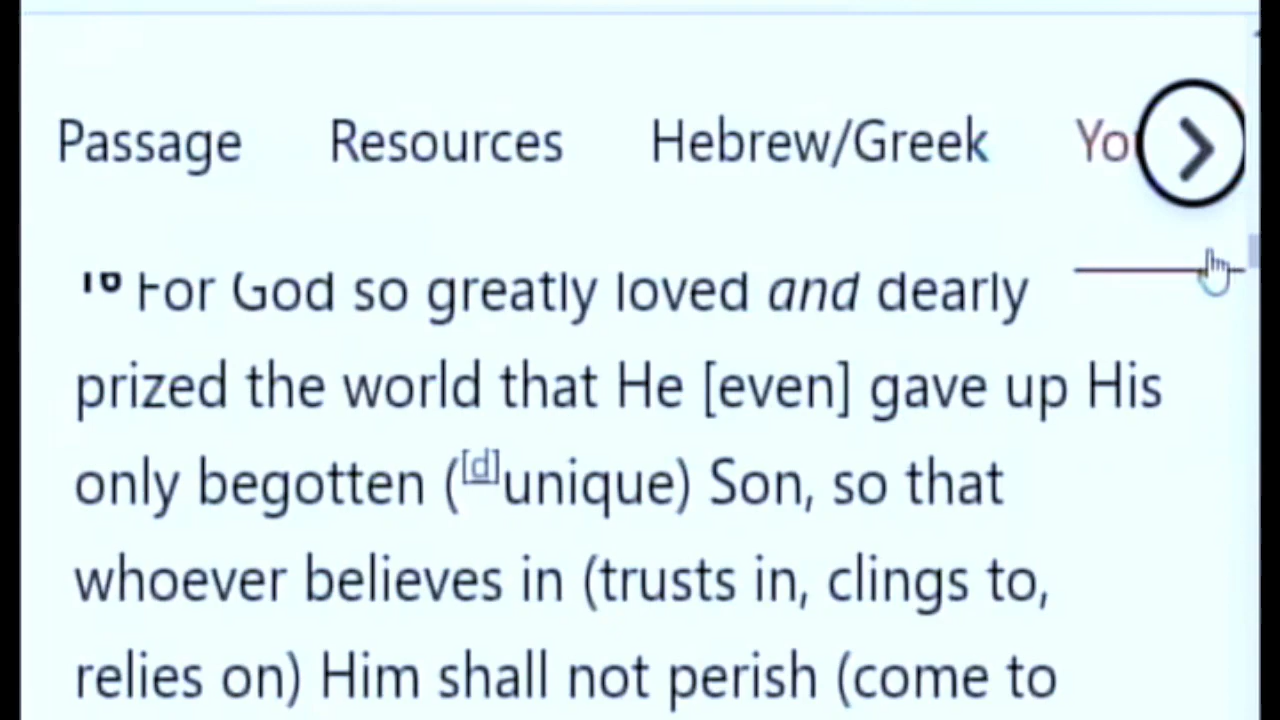 Passage Resources Hebrew/Greek
16 For God so greatly loved and dearly
prized the world that He [even] gave up His
only begotten ([d]unique) Son, so that
whoever believes in (trusts in, clings to,
relies on) Him shall not perish (come to